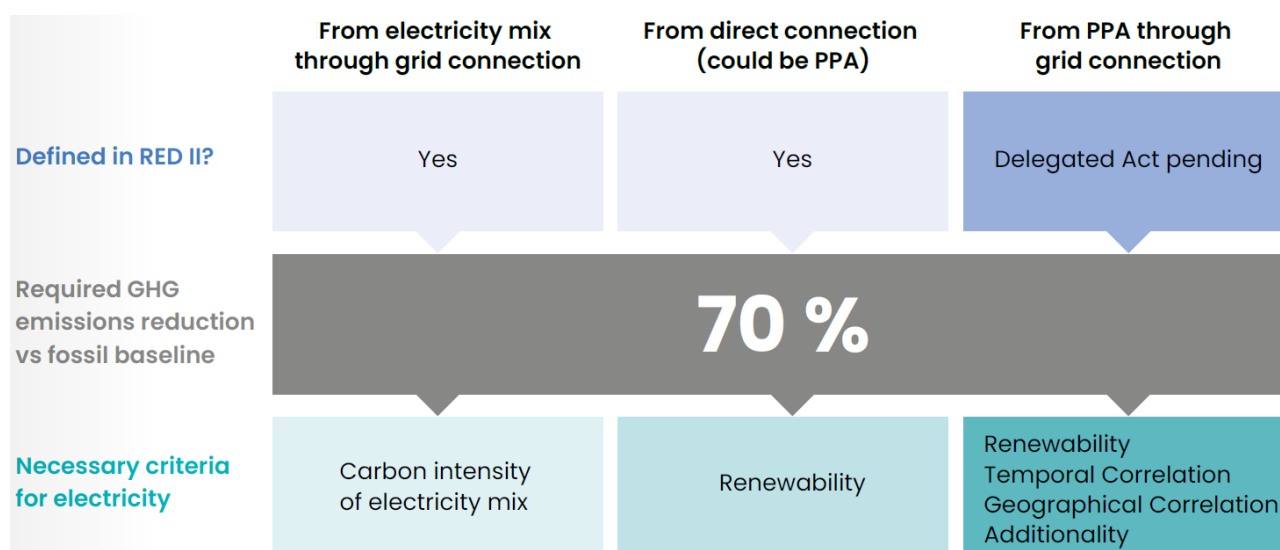 From electricity mix
through grid connection
From direct connection
(could be PPA)
From PPA through
grid connection
Defined in RED II?
Yes
Yes
Delegated Act pending
Required GHG
emissions reduction
vs fossil baseline
70 %
Necessary criteria
for electricity
Carbon intensity
of electricity mix
Renewability
Renewability
Temporal Correlation
Geographical Correlation
Additionality